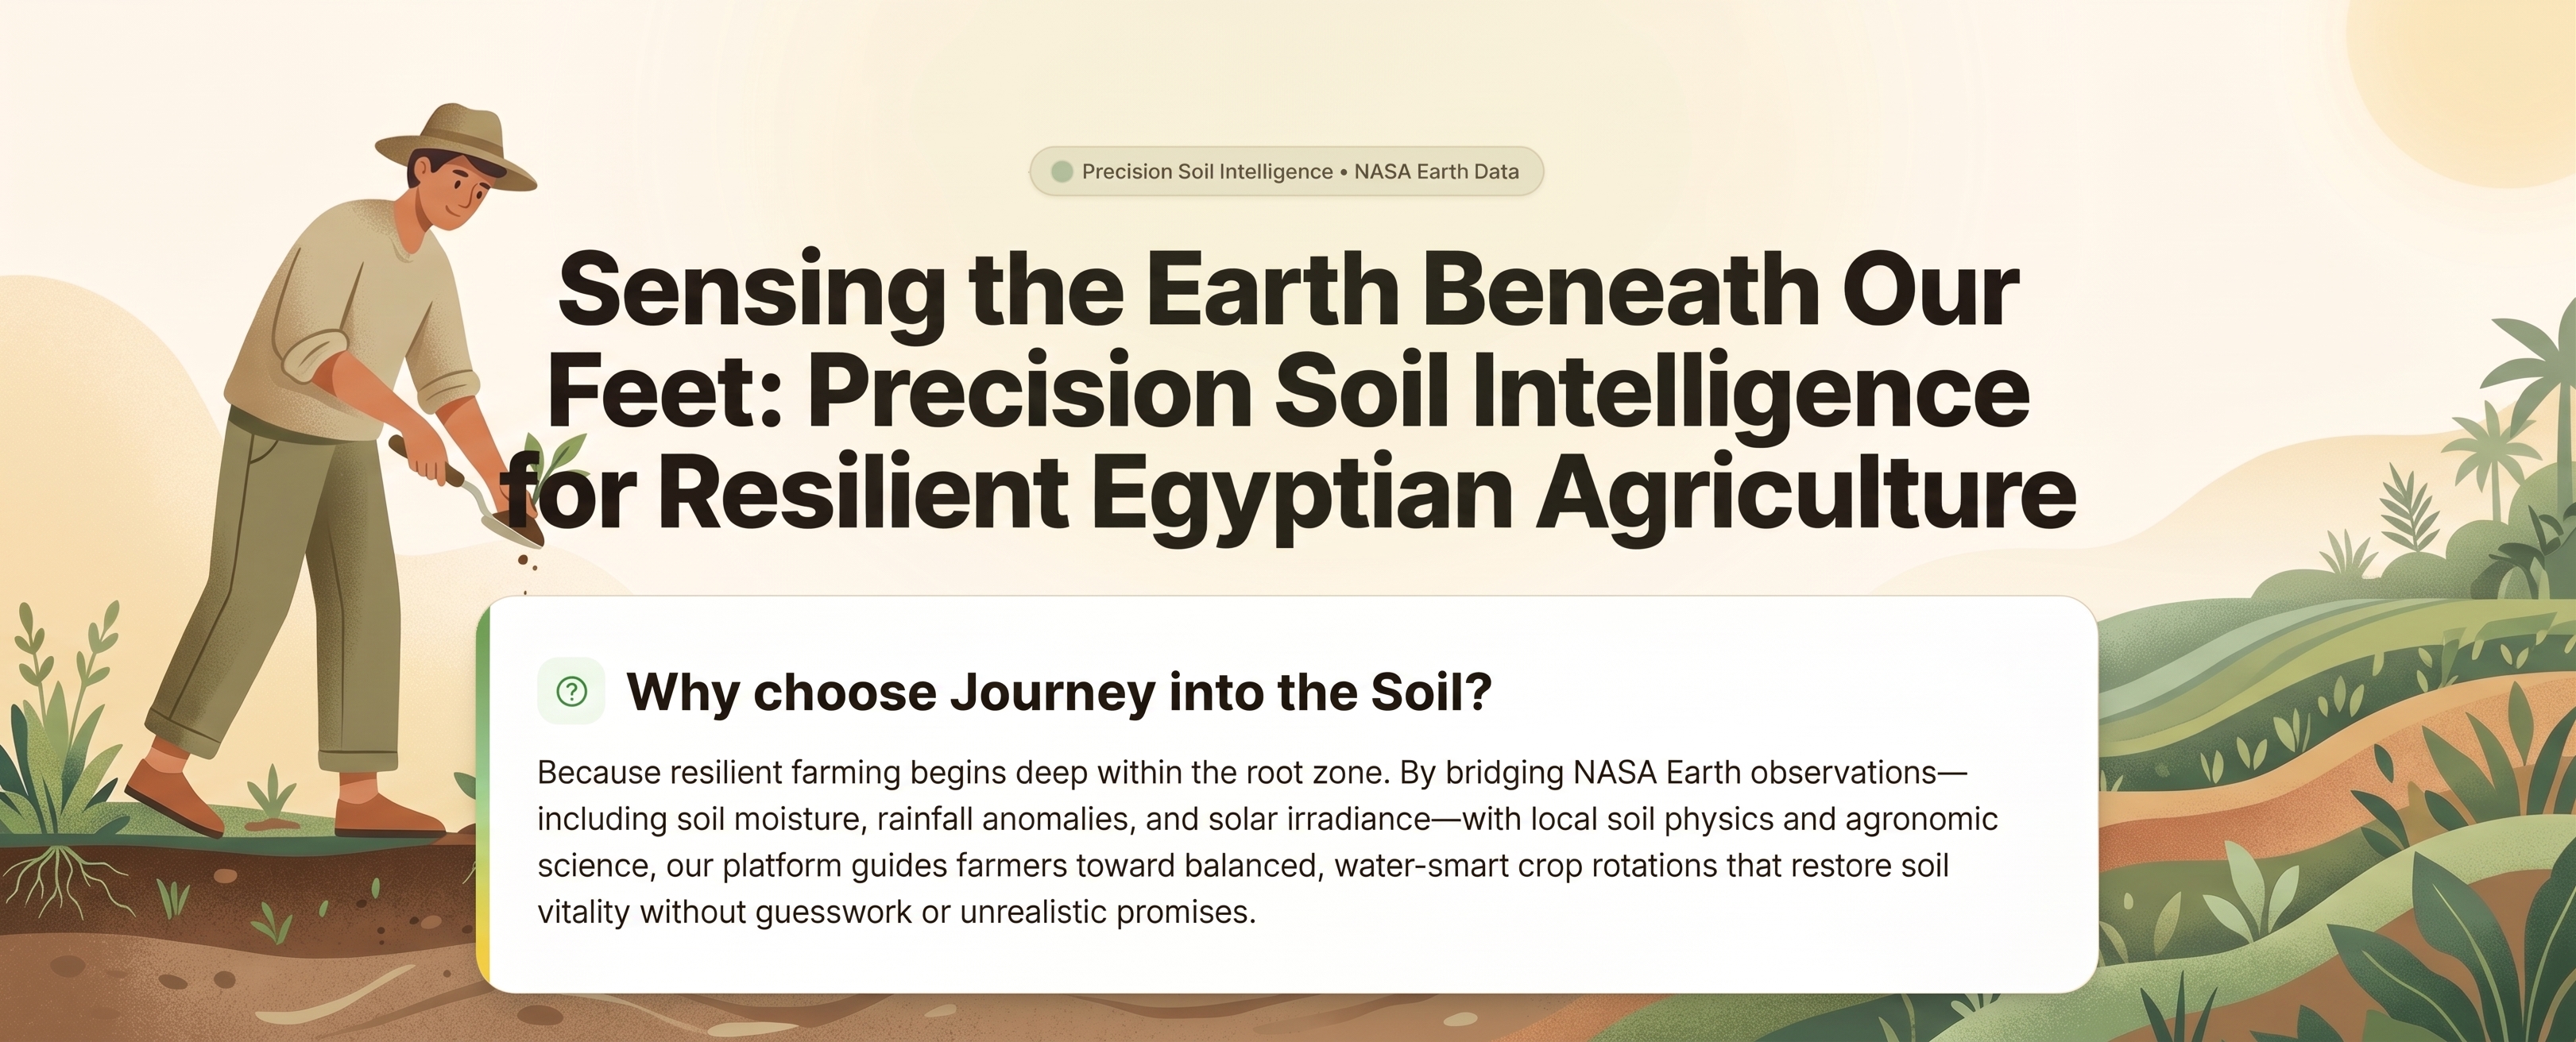 Precision Soil Intelligence • NASA Earth Data
Sensing the Earth Beneath Our
Feet: Precision Soil Intelligence
for Resilient Egyptian Agriculture
Why choose Journey into the Soil?
Because resilient farming begins deep within the root zone. By bridging NASA Earth observations—
including soil moisture, rainfall anomalies, and solar irradiance—with local soil physics and agronomic
science, our platform guides farmers toward balanced, water-smart crop rotations that restore soil
vitality without guesswork or unrealistic promises.